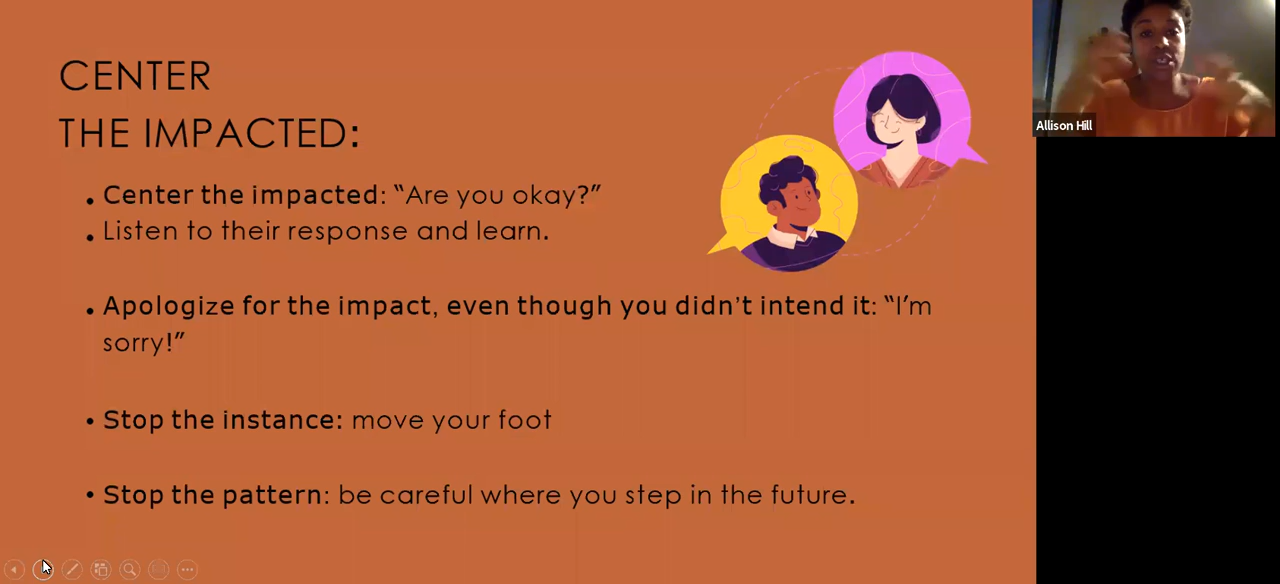 CENTER
THE IMPACTED:
• Center the impacted: “Are you okay?”
• Listen to their response and learn.
• Apologize for the impact, even though you didn’t intend it: “I’m
sorry!”
• Stop the instance: move your foot
• Stop the pattern: be careful where you step in the future.
Allison Hill